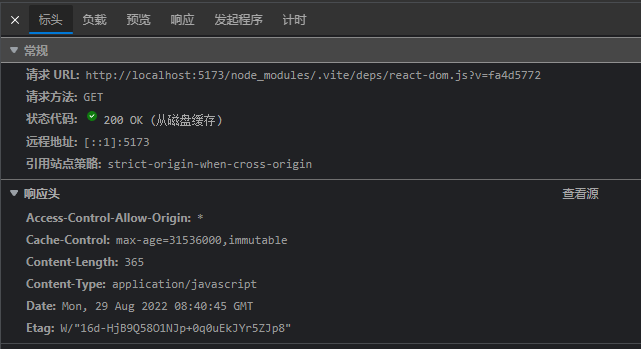 标头 负载 预览 响应 发起程序 计时
常规
请求 URL: http://localhost:5173/node_modules/.vite/deps/react-dom.js?v=fa4d5772
请求方法: GET
状态代码: 200 OK (从磁盘缓存)
远程地址: [::1]:5173
引用站点策略: strict-origin-when-cross-origin
响应头 查看源
Access-Control-Allow-Origin: *
Cache-Control: max-age=31536000,immutable
Content-Length: 365
Content-Type: application/javascript
Date: Mon, 29 Aug 2022 08:40:45 GMT
Etag: W/"16d-HjB9Q58O1NJp+0q0uEkJYr5ZJp8"